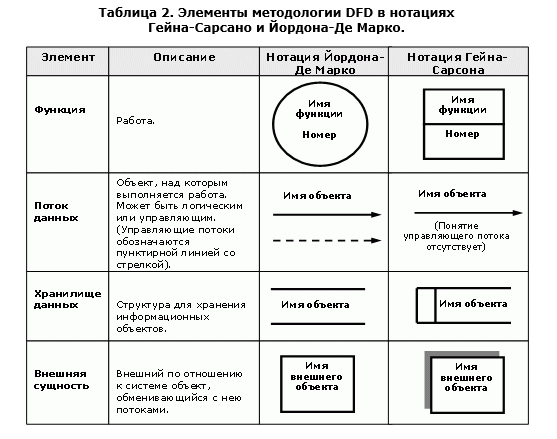 Таблица 2. Элементы методологии DFD в нотациях
Гейна-Сарсано и Йордона-Де Марко.
Элемент
Описание
Нотация Йордона-
Де Марко
Нотация Гейна-
Сарсона
Функция
Работа.
Имя
функции
Номер
Имя
функции
Номер
Поток
данных
Объект, над которым
выполняется работа.
Может быть логическим
или управляющим.
(Управляющие потоки
обозначаются
пунктирной линией со
стрелкой).
Имя объекта
Имя объекта
(Понятие
управляющего потока
отсутствует)
Хранилище
данных
Структура для хранения
информационных
объектов.
Имя объекта
Имя объекта
Внешняя
сущность
Внешний по отношению
к системе объект,
обменивающийся с нею
потоками.
Имя
внешнего
объекта
Имя
внешнего
объекта